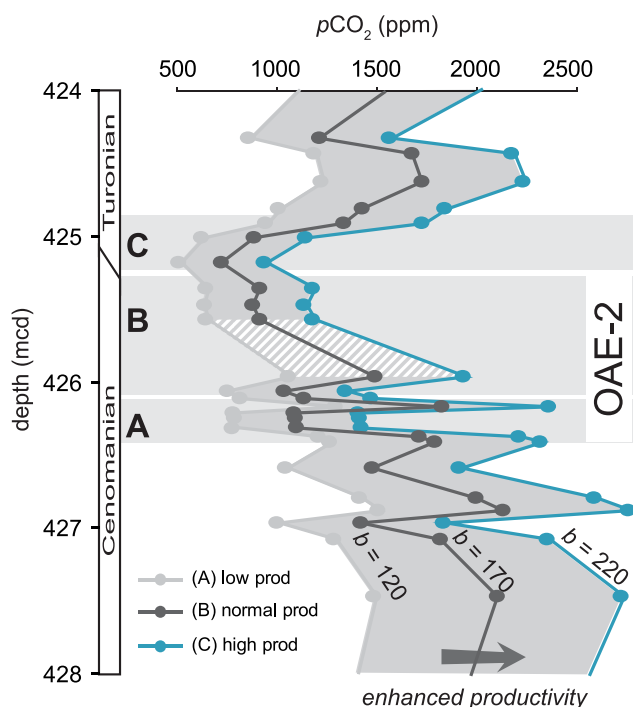 pCO₂ (ppm)
500 1000 1500 2000 2500
424
425
426
427
428
depth (mcd)
Turonian
Cenomanian
C
B
A
OAE-2
b = 120
b = 170
b = 220
(A) low prod
(B) normal prod
(C) high prod
enhanced productivity